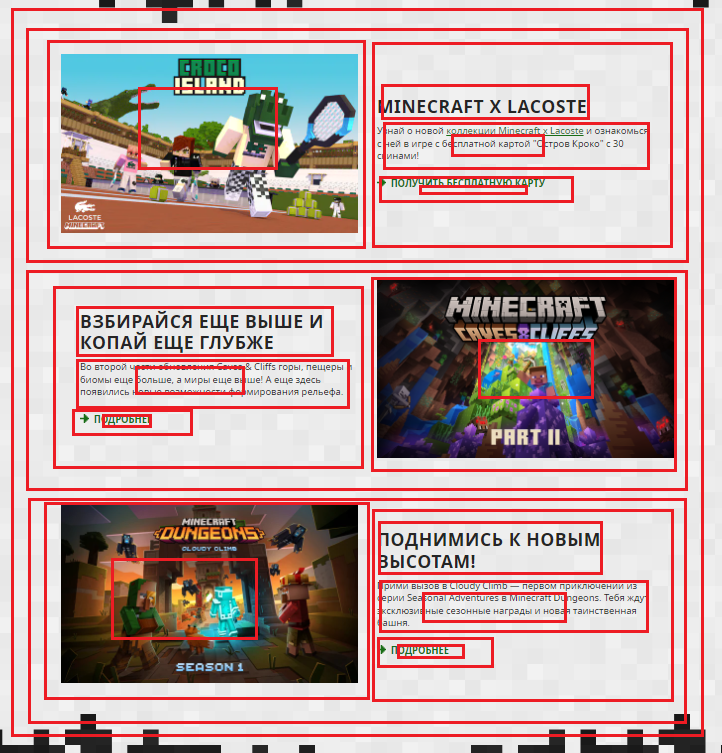 CROCO
ISLAND
LACOSTE
MINECRAFT
MINECRAFT X LACOSTE
Узнай о новой коллекции Minecraft x Lacoste и ознакомься
с ней в игре с бесплатной картой "Остров Кроко" с 30
скинами!
ПОЛУЧИТЬ БЕСПЛАТНУЮ КАРТУ
ВЗБИРАЙСЯ ЕЩЕ ВЫШЕ И
КОПАЙ ЕЩЕ ГЛУБЖЕ
Во второй части обновления Caves & Cliffs горы, пещеры и
биомы еще больше, а миры еще выше! А еще здесь
появились новые возможности формирования рельефа.
ПОДРОБНЕЕ
MINECRAFT
CAVES & CLIFFS
PART II
MINECRAFT
DUNGEONS
CLOUDY CLIMB
SEASON 1
ПОДНИМИСЬ К НОВЫМ
ВЫСОТАМ!
Прими вызов в Cloudy Climb — первом приключении из
серии Seasonal Adventures в Minecraft Dungeons. Тебя ждут
эксклюзивные сезонные награды и новая таинственная
башня.
ПОДРОБНЕЕ